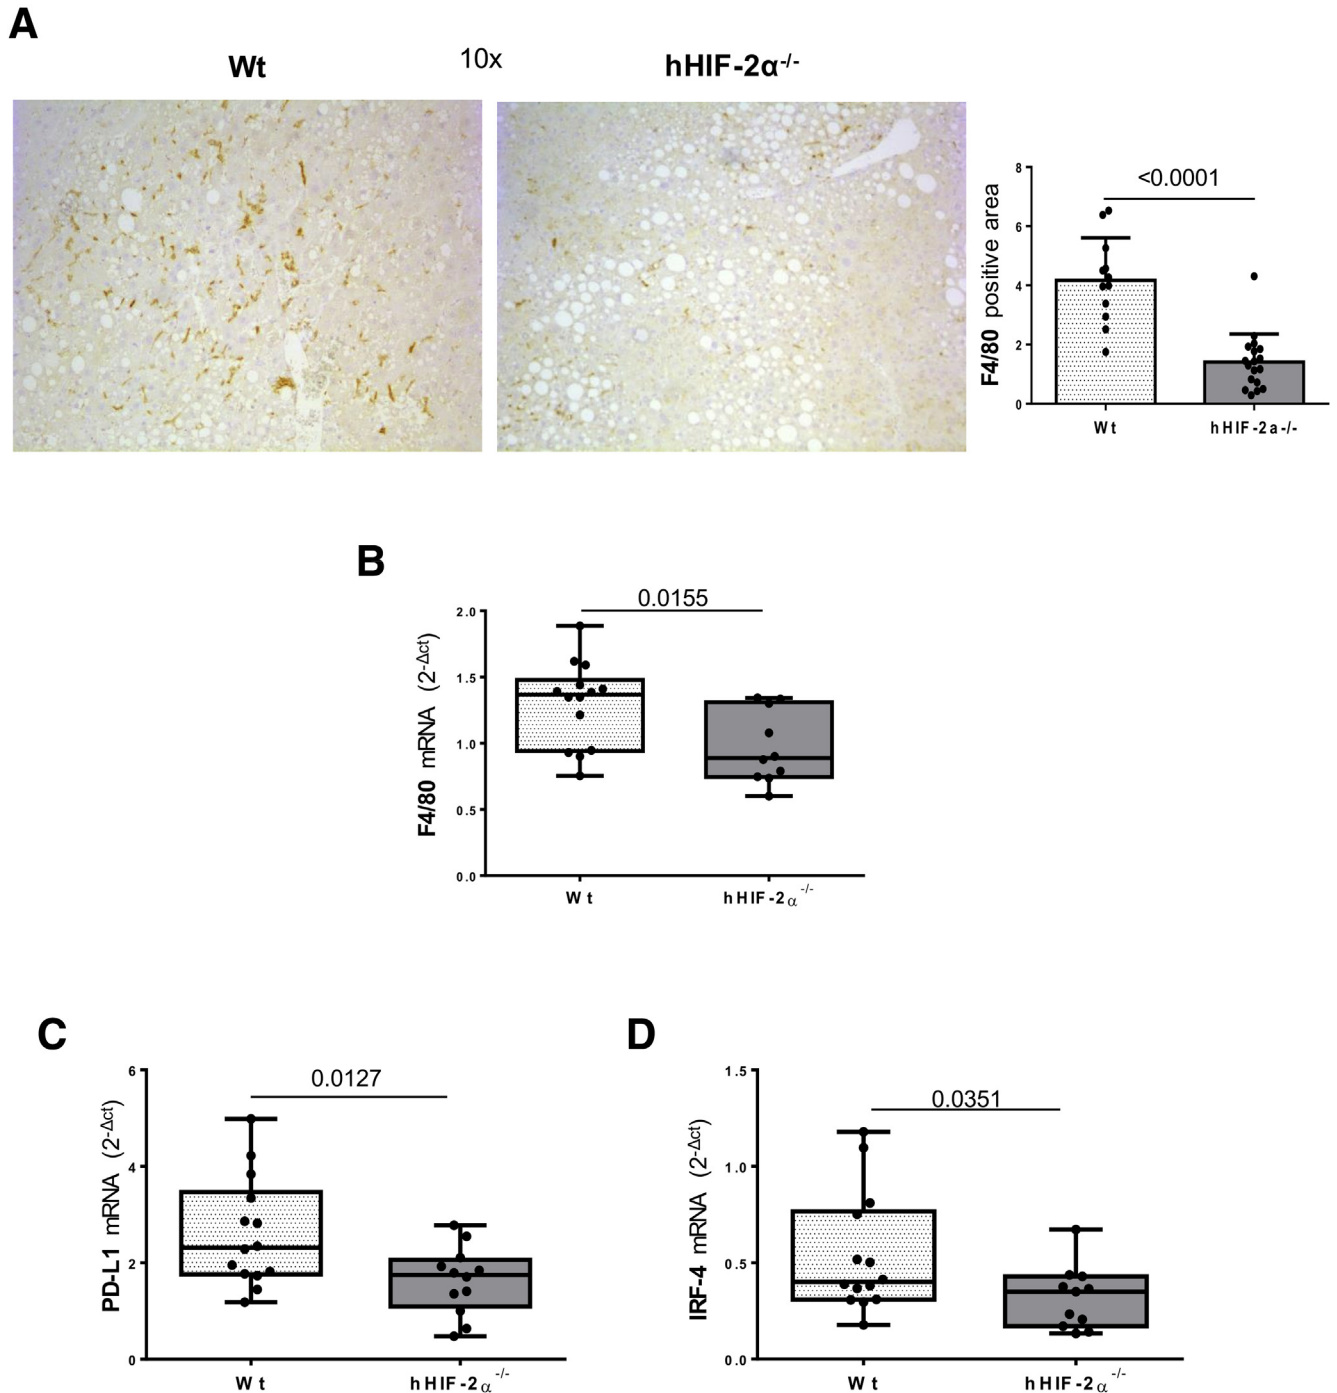 A
Wt
10x
hHIF-2α-/-
F4/80 positive area
8
6
4
2
0
<0.0001
Wt
hHIF-2a-/-
B
F4/80 mRNA (2-Δct)
2.0
1.5
1.0
0.5
0.0
0.0155
Wt
hHIF-2α-/-
C
PD-L1 mRNA (2-Δct)
6
4
2
0
0.0127
Wt
hHIF-2α-/-
D
IRF-4 mRNA (2-Δct)
1.5
1.0
0.5
0.0
0.0351
Wt
hHIF-2α-/-